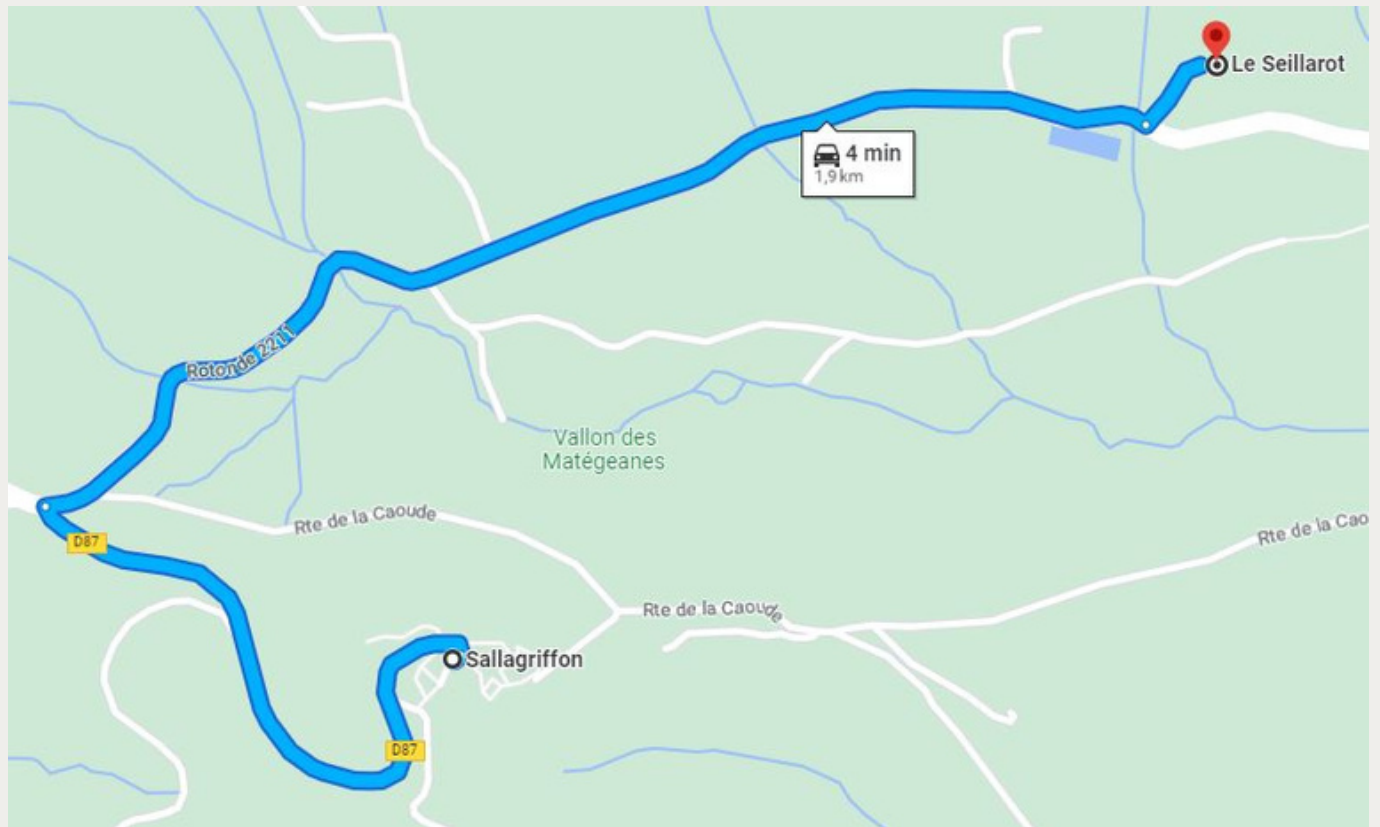 Le Seillarot
4 min
1,9 km
Rotonde 2211
Vallon des
Matégeanes
Rte de la Caoude
Rte de la Cao
D87
Rte de la Caoude
Sallagriffon
D87